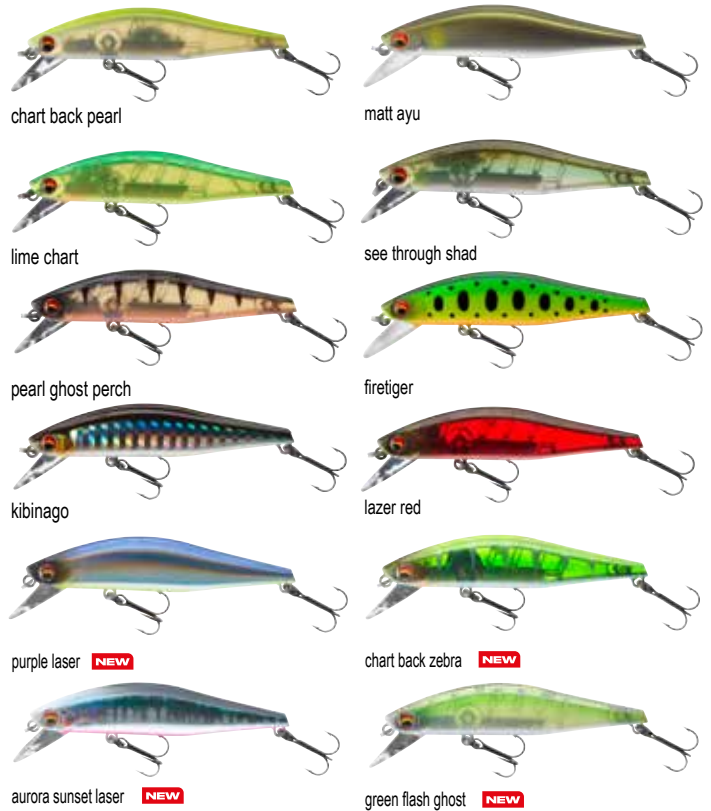 chart back pearl
matt ayu
lime chart
see through shad
pearl ghost perch
firetiger
kibinago
lazer red
purple laser NEW
chart back zebra NEW
aurora sunset laser NEW
green flash ghost NEW